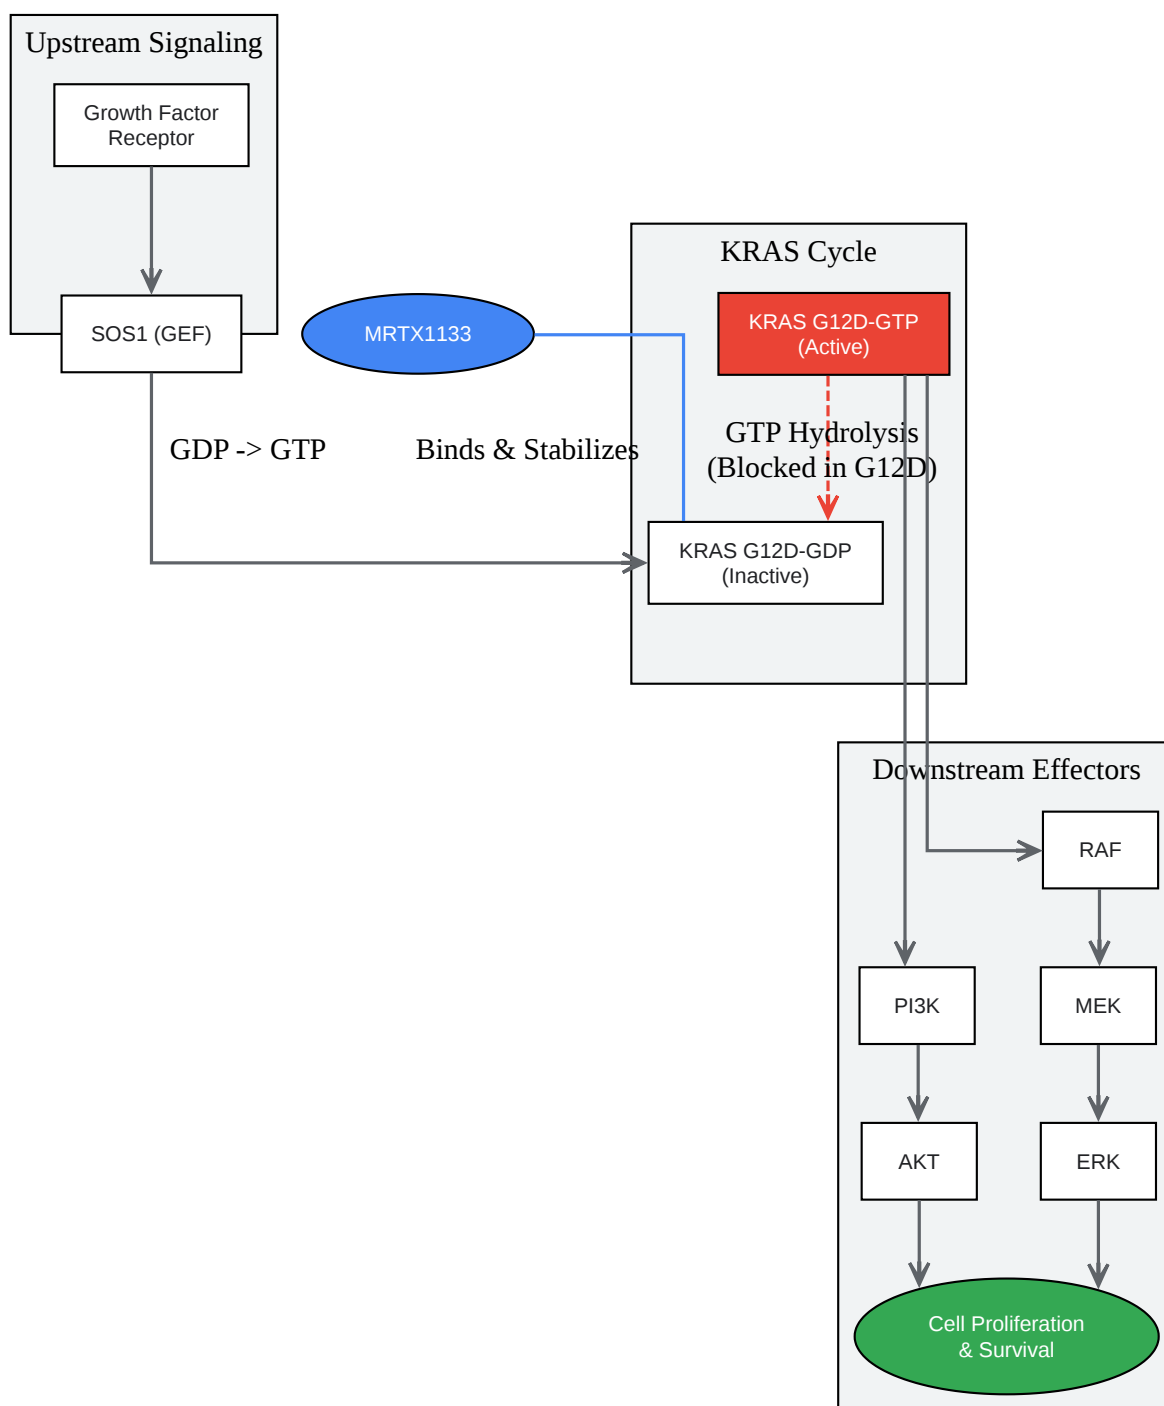 Upstream Signaling
Growth Factor
Receptor
SOS1 (GEF)
GDP -> GTP
MRTX1133
Binds & Stabilizes
KRAS Cycle
KRAS G12D-GTP
(Active)
GTP Hydrolysis
(Blocked in G12D)
KRAS G12D-GDP
(Inactive)
Downstream Effectors
RAF
PI3K
MEK
AKT
ERK
Cell Proliferation
& Survival